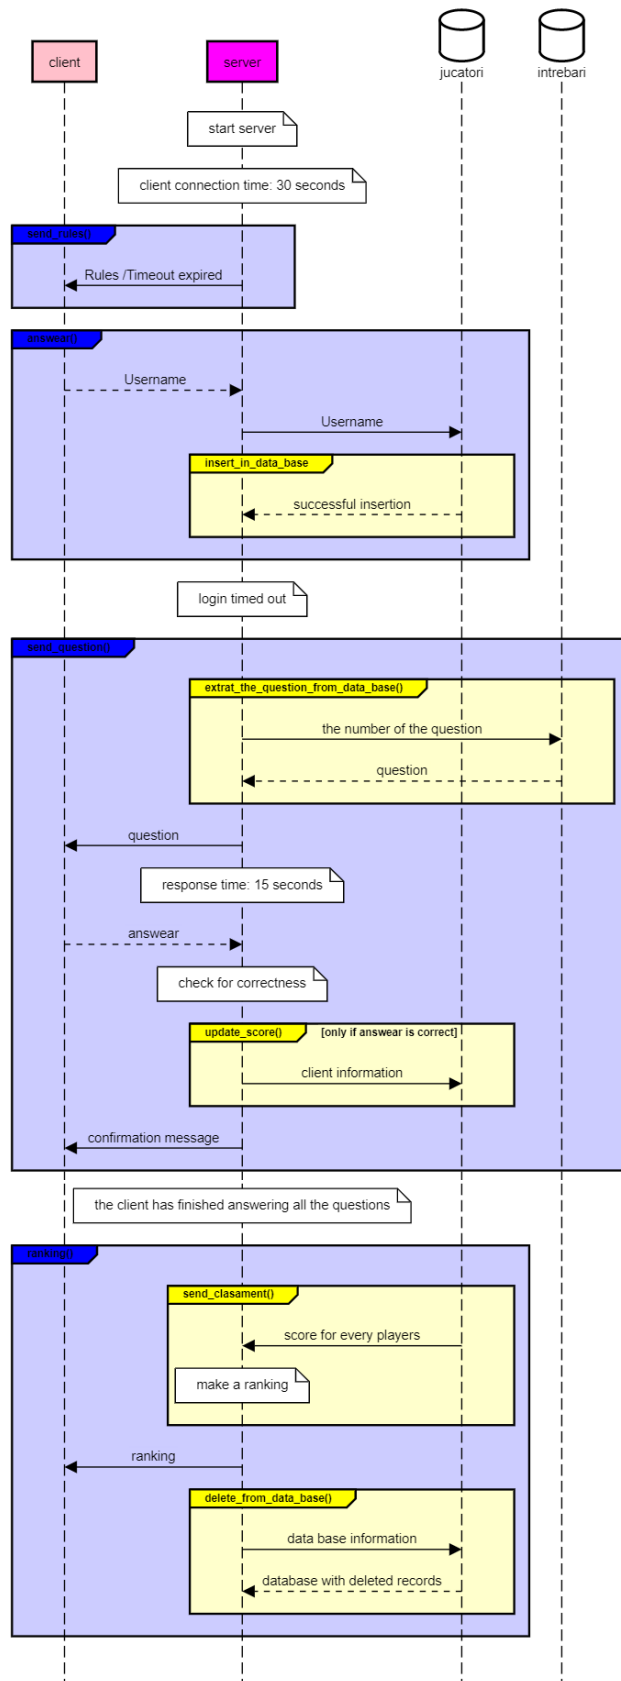 client
server
jucatori
intrebari
start server
client connection time: 30 seconds
send_rules()
Rules /Timeout expired
answear()
Username
Username
insert_in_data_base
successful insertion
login timed out
send_question()
extrat_the_question_from_data_base()
the number of the question
question
question
response time: 15 seconds
answear
check for correctness
update_score()
[only if answear is correct]
client information
confirmation message
the client has finished answering all the questions
ranking()
send_clasament()
score for every players
make a ranking
ranking
delete_from_data_base()
data base information
database with deleted records